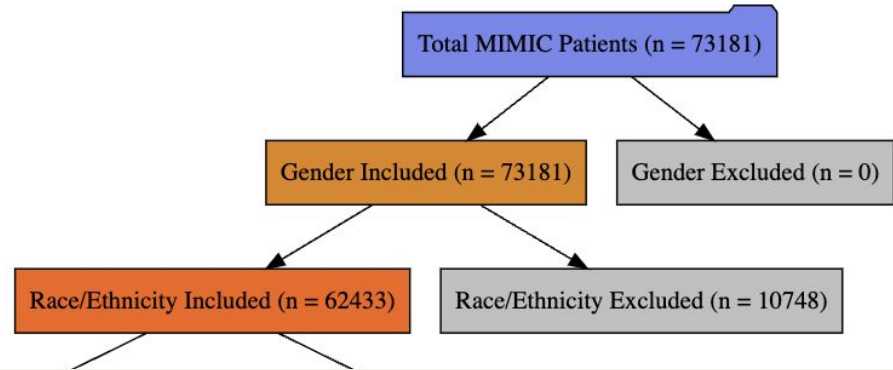 Total MIMIC Patients (n = 73181)
Gender Included (n = 73181)
Gender Excluded (n = 0)
Race/Ethnicity Included (n = 62433)
Race/Ethnicity Excluded (n = 10748)